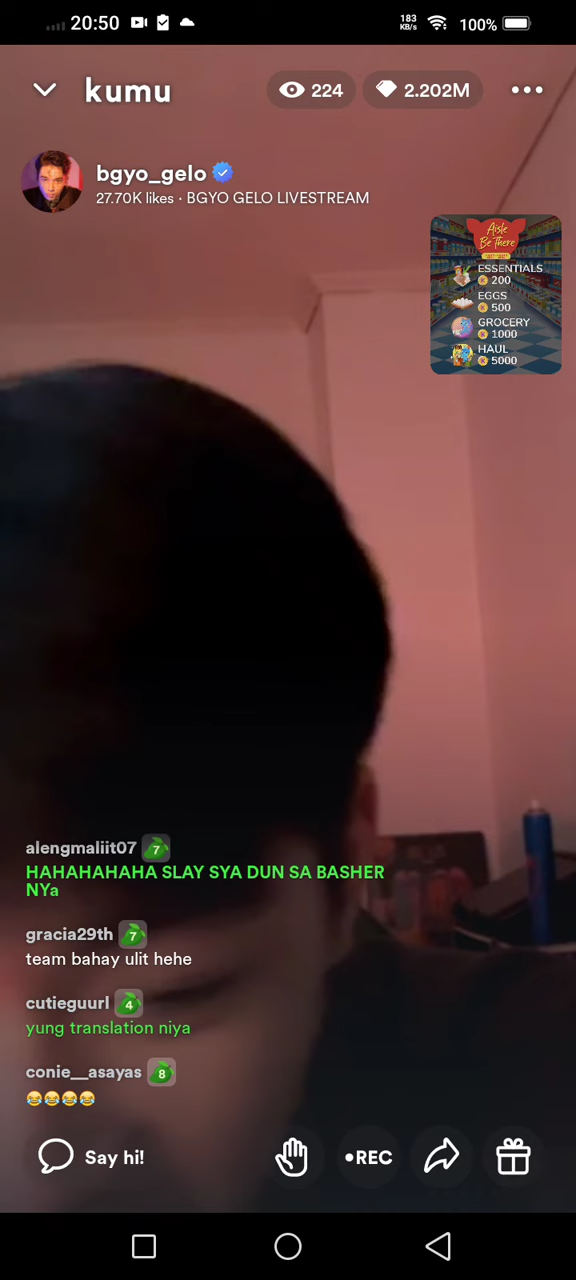 20:50
183
KB/s
100%
kumu
224
2.202M
bgyo_gelo
27.70K likes · BGYO GELO LIVESTREAM
Aisle
Be There
ESSENTIALS
200
EGGS
500
GROCERY
1000
HAUL
5000
alengmaliit07 7
HAHAHAHAHA SLAY SYA DUN SA BASHER
NYa
gracia29th 7
team bahay ulit hehe
cutieguurl 4
yung translation niya
conie__asayas 8
😂😂😂😂
Say hi!
•REC